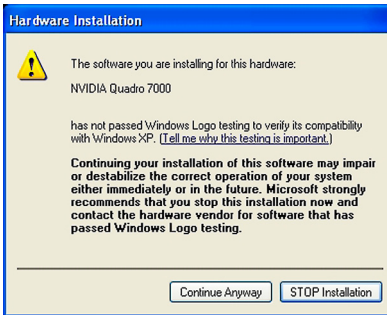 Hardware Installation
The software you are installing for this hardware:
NVIDIA Quadro 7000
has not passed Windows Logo testing to verify its compatibility
with Windows XP. (Tell me why this testing is important.)
Continuing your installation of this software may impair
or destabilize the correct operation of your system
either immediately or in the future. Microsoft strongly
recommends that you stop this installation now and
contact the hardware vendor for software that has
passed Windows Logo testing.
Continue Anyway
STOP Installation